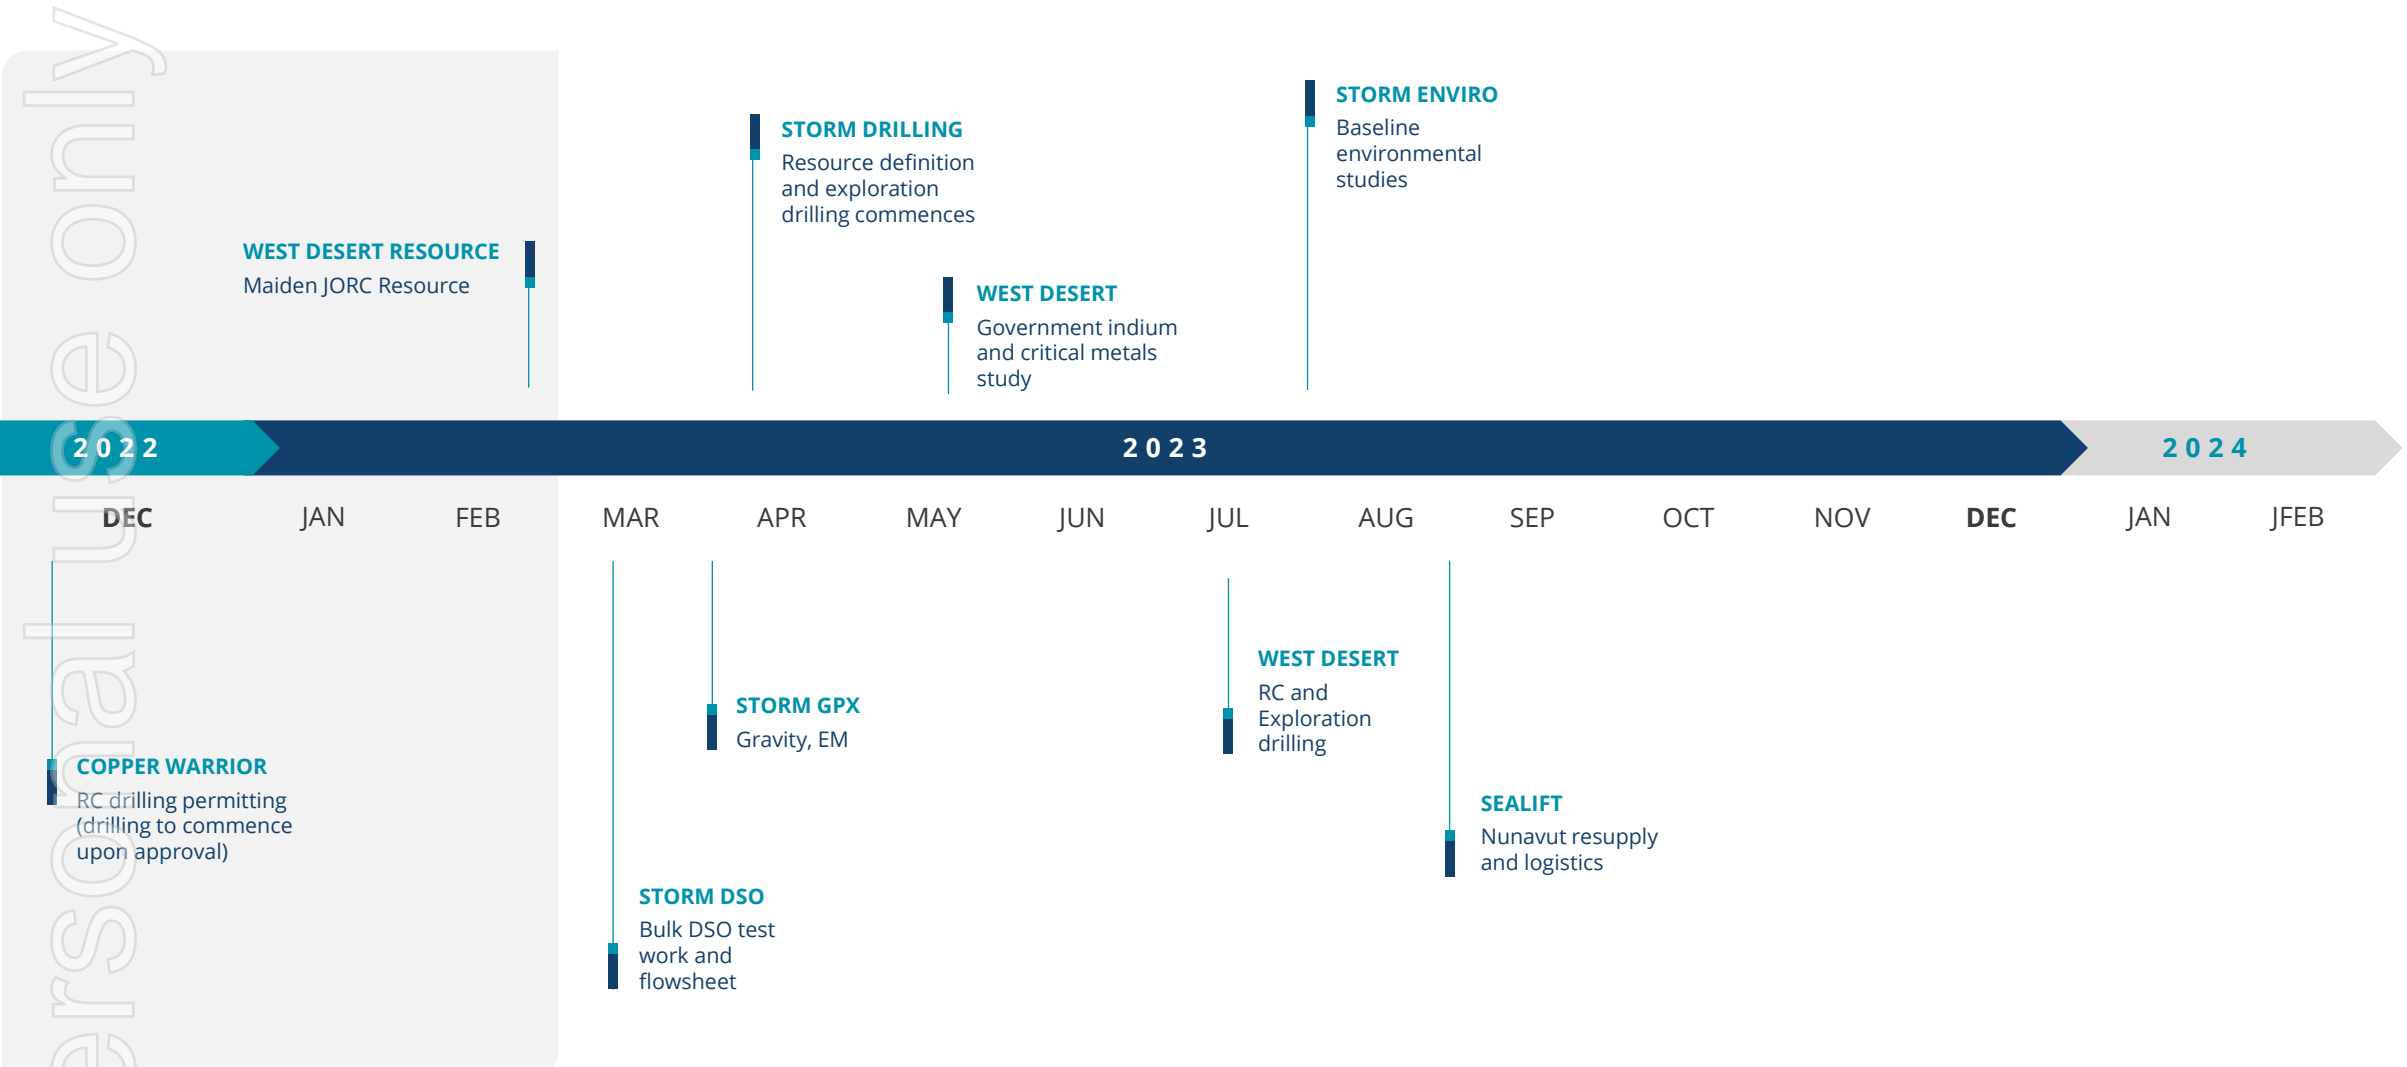 STORM ENVIRO
Baseline
environmental
studies
STORM DRILLING
Resource definition
and exploration
drilling commences
WEST DESERT RESOURCE
Maiden JORC Resource
WEST DESERT
Government indium
and critical metals
study
2022
2023
2024
DEC
JAN
FEB
MAR
APR
MAY
JUN
JUL
AUG
SEP
OCT
NOV
DEC
JAN
JFEB
WEST DESERT
RC and
Exploration
drilling
STORM GPX
Gravity, EM
COPPER WARRIOR
RC drilling permitting
(drilling to commence
upon approval)
SEALIFT
Nunavut resupply
and logistics
STORM DSO
Bulk DSO test
work and
flowsheet
ersonal use only